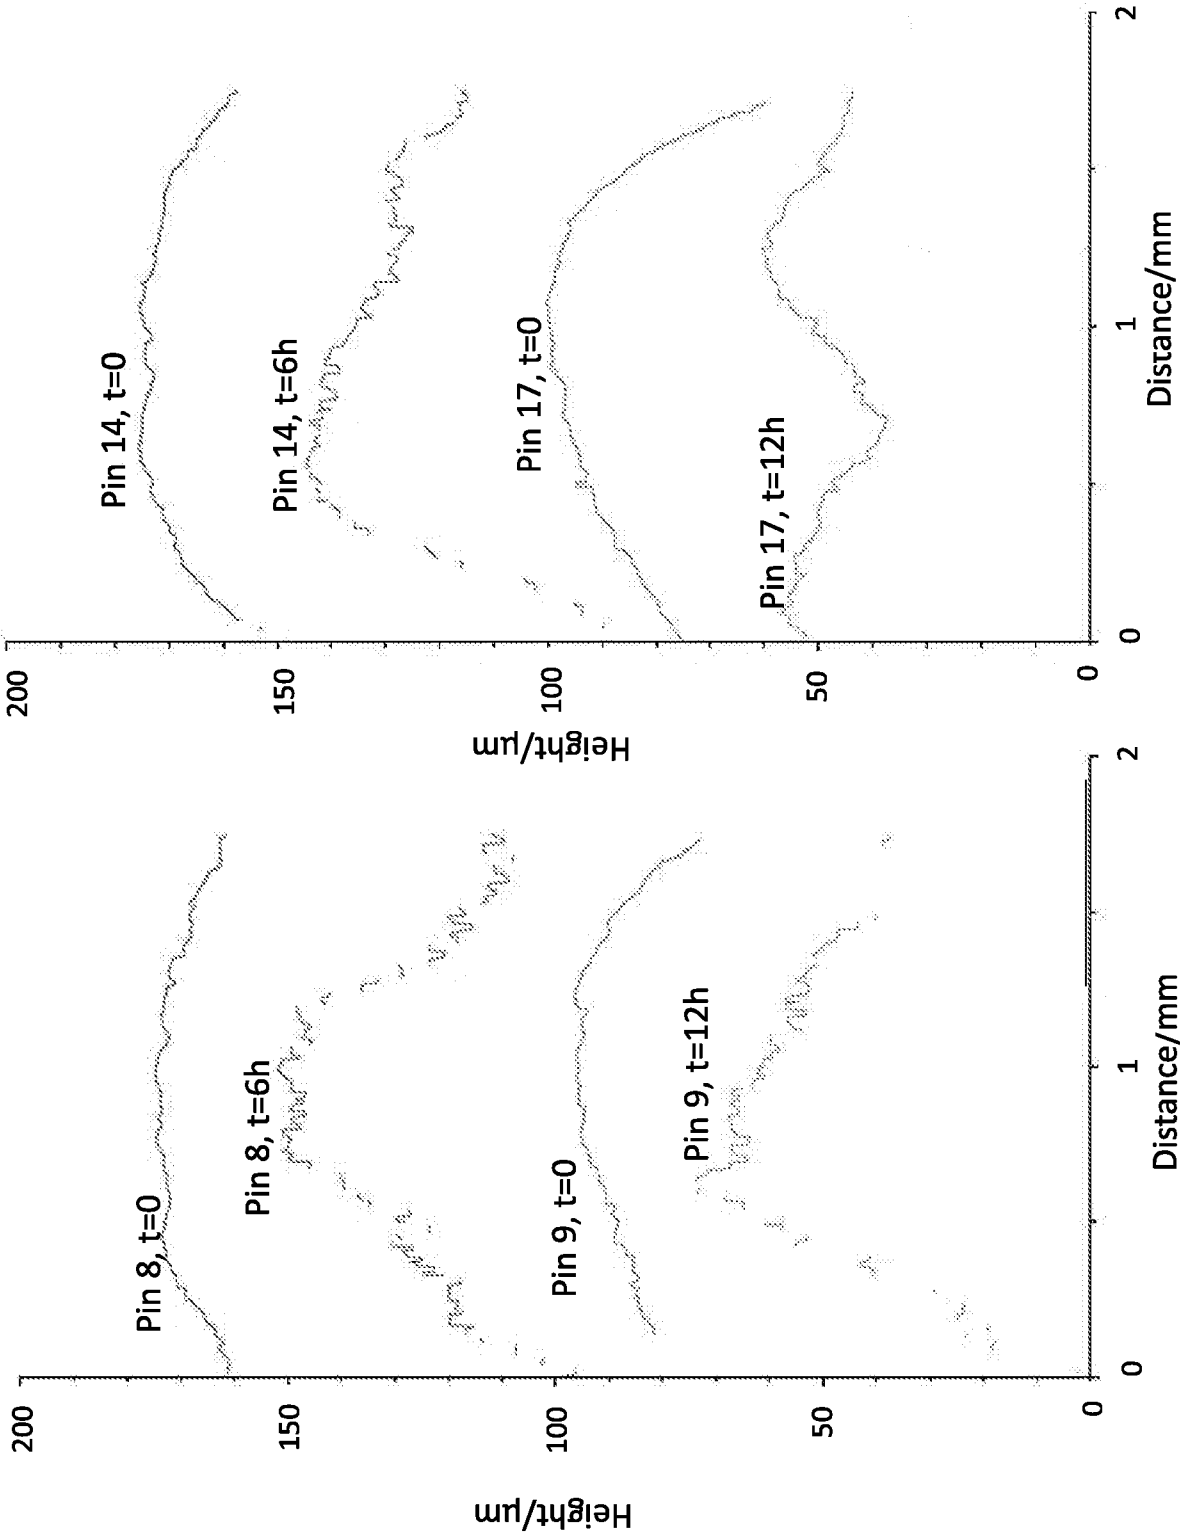 200
150
100
50
0
Height/μm
Pin 8, t=0
Pin 8, t=6h
Pin 9, t=0
Pin 9, t=12h
0
1
2
Distance/mm
200
150
100
50
0
Height/μm
Pin 14, t=0
Pin 14, t=6h
Pin 17, t=0
Pin 17, t=12h
0
1
2
Distance/mm